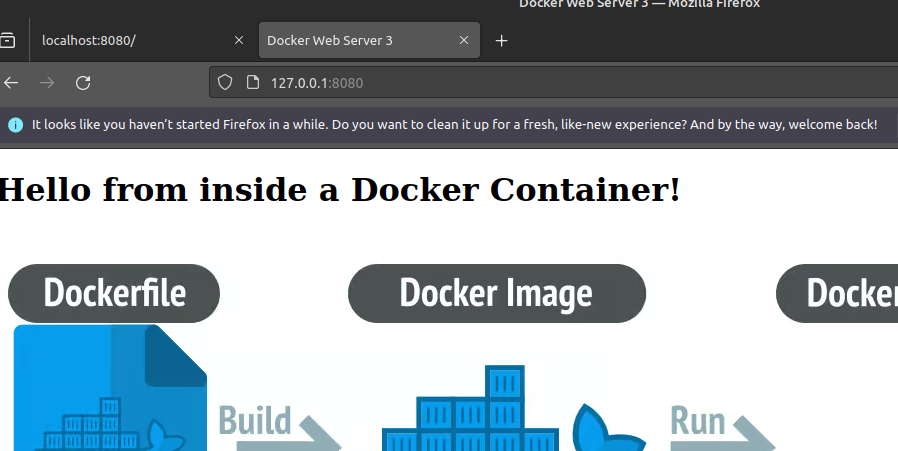 Docker Web Server 3 — Mozilla Firefox
localhost:8080/
Docker Web Server 3
127.0.0.1:8080
It looks like you haven’t started Firefox in a while. Do you want to clean it up for a fresh, like-new experience? And by the way, welcome back!
Hello from inside a Docker Container!
Dockerfile
Docker Image
Docker
Build
Run